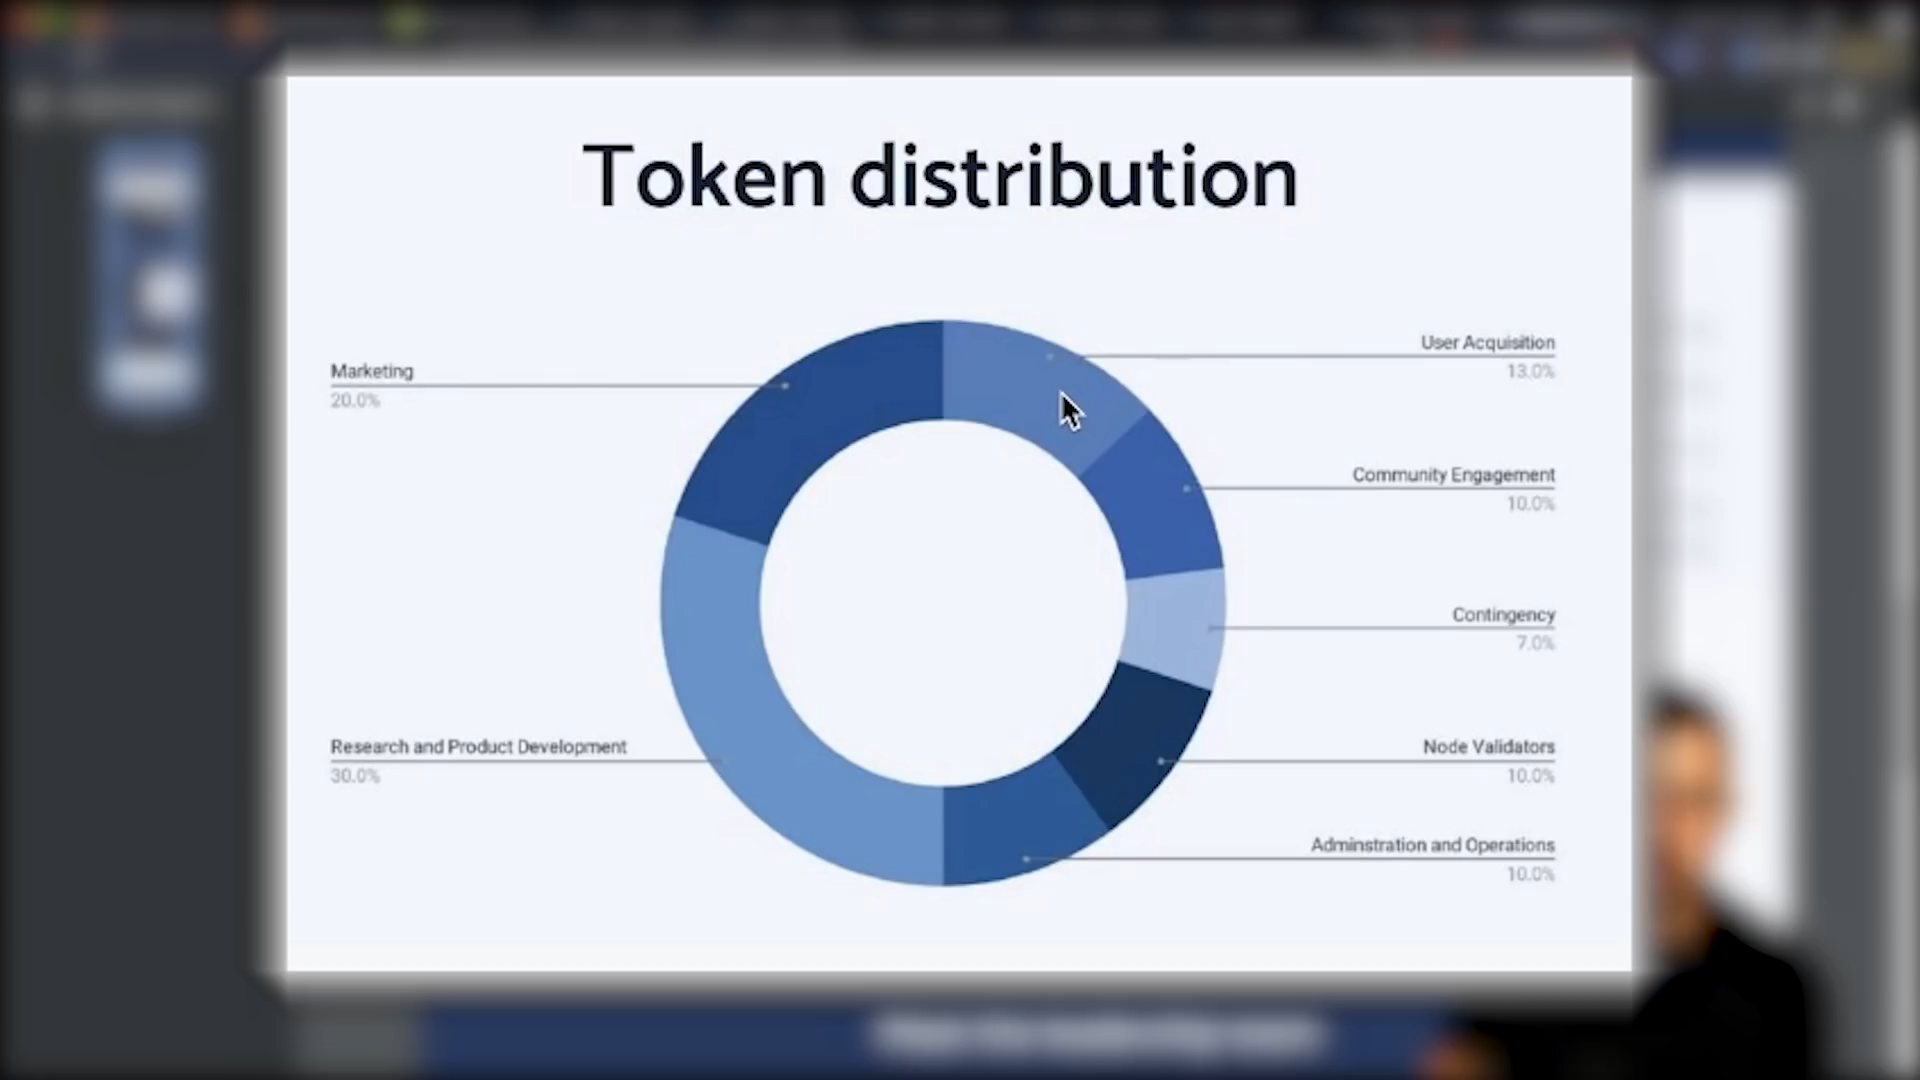 Token distribution
Marketing
20.0%
Research and Product Development
30.0%
User Acquisition
13.0%
Community Engagement
10.0%
Contingency
7.0%
Node Validators
10.0%
Adminstration and Operations
10.0%